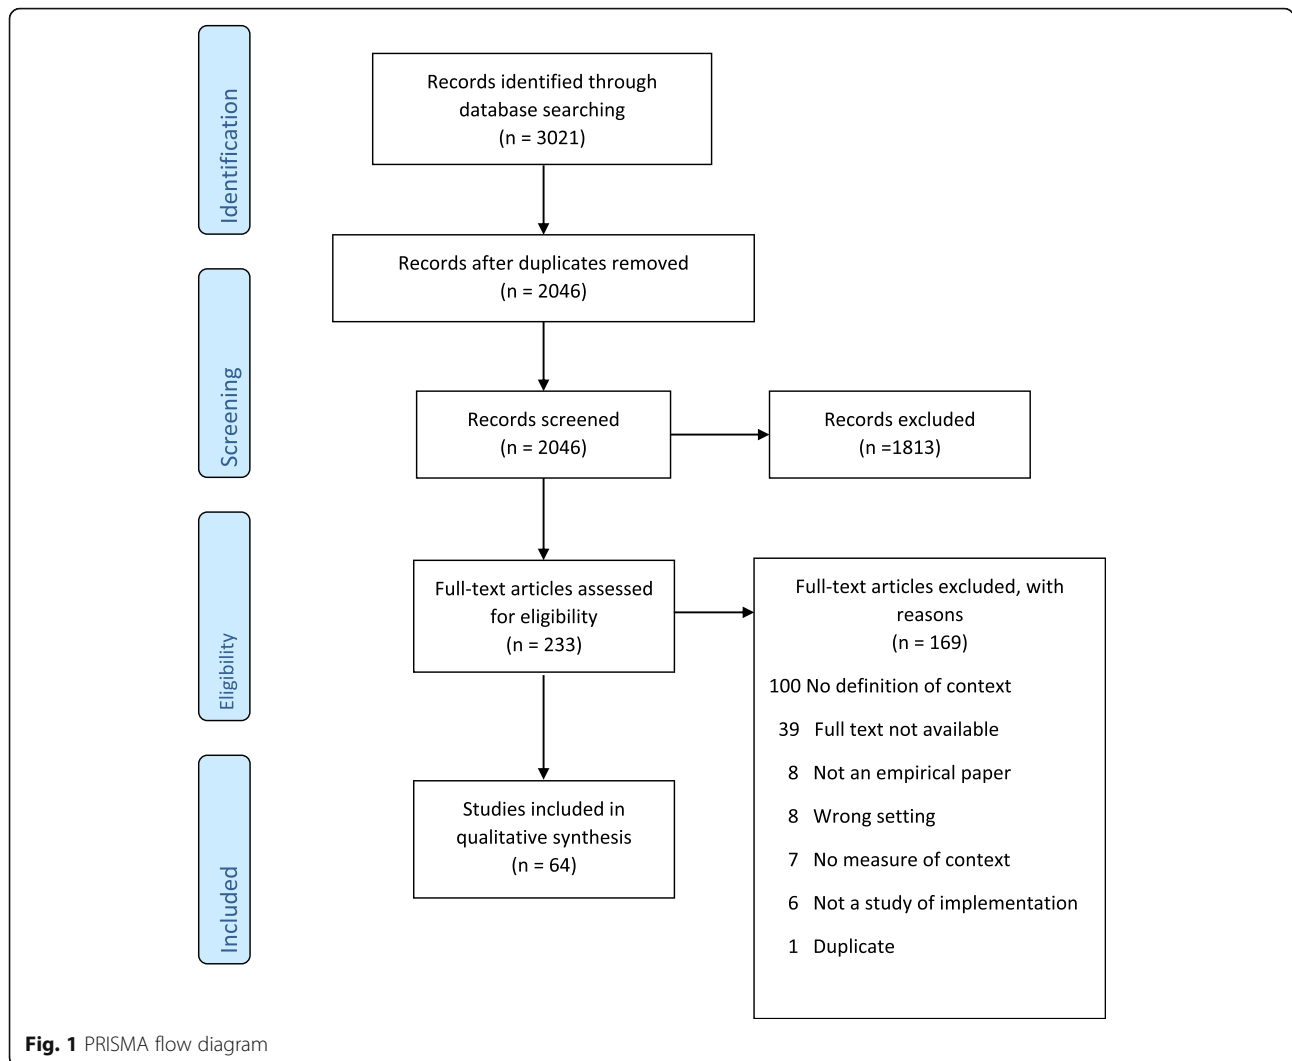 Identification
Records identified through
database searching
(n = 3021)
Records after duplicates removed
(n = 2046)
Screening
Records screened
(n = 2046)
Records excluded
(n =1813)
Eligibility
Full-text articles assessed
for eligibility
(n = 233)
Full-text articles excluded, with
reasons
(n = 169)
100 No definition of context
39 Full text not available
8 Not an empirical paper
8 Wrong setting
7 No measure of context
6 Not a study of implementation
1 Duplicate
Included
Studies included in
qualitative synthesis
(n = 64)
Fig. 1 PRISMA flow diagram